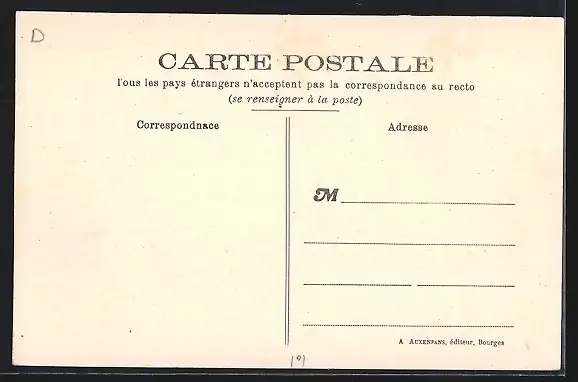 D
CARTE POSTALE
Tous les pays étrangers n'acceptent pas la correspondance au recto
(se renseigner à la poste)
Correspondnace
Adresse
M
A AUXENFANS, éditeur, Bourges